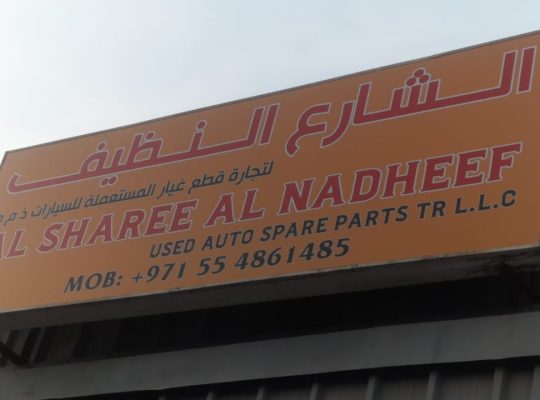 الشارع النظيف
لتجارة قطع غيار المستعملة للسيارات ذ م م
AL SHAREE AL NADHEEF
USED AUTO SPARE PARTS TR L.L.C
MOB: +971 55 4861485